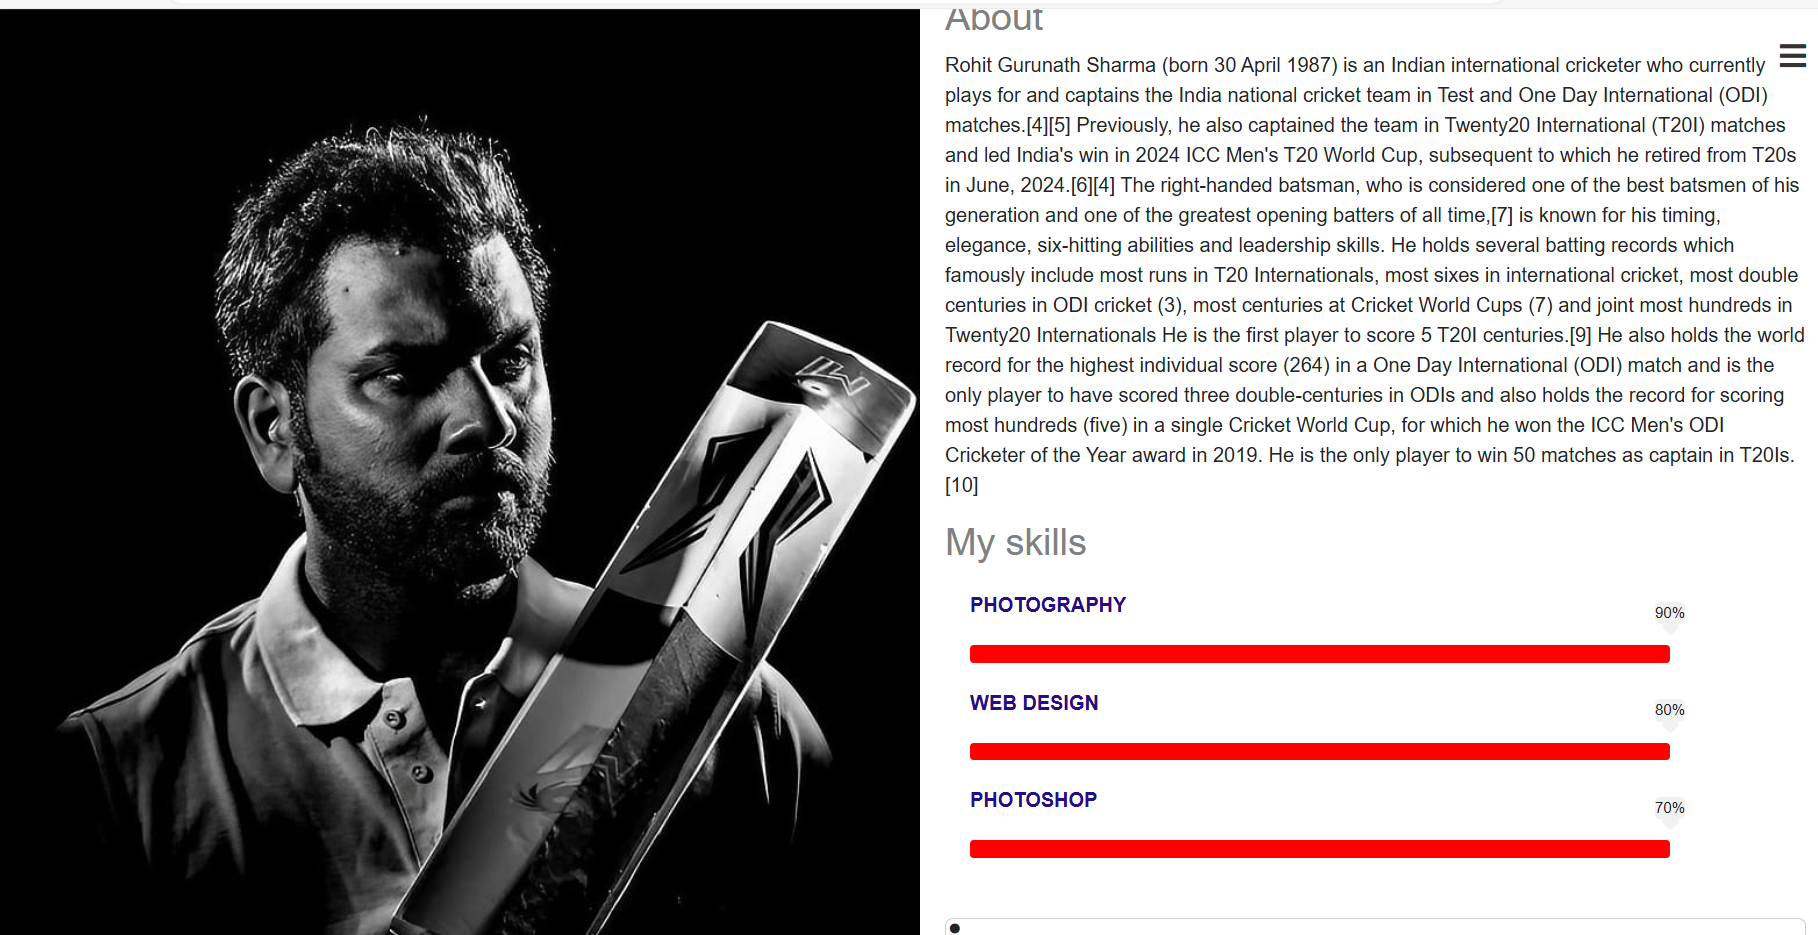 About
Rohit Gurunath Sharma (born 30 April 1987) is an Indian international cricketer who currently
plays for and captains the India national cricket team in Test and One Day International (ODI)
matches.[4][5] Previously, he also captained the team in Twenty20 International (T20I) matches
and led India's win in 2024 ICC Men's T20 World Cup, subsequent to which he retired from T20s
in June, 2024.[6][4] The right-handed batsman, who is considered one of the best batsmen of his
generation and one of the greatest opening batters of all time,[7] is known for his timing,
elegance, six-hitting abilities and leadership skills. He holds several batting records which
famously include most runs in T20 Internationals, most sixes in international cricket, most double
centuries in ODI cricket (3), most centuries at Cricket World Cups (7) and joint most hundreds in
Twenty20 Internationals He is the first player to score 5 T20I centuries.[9] He also holds the world
record for the highest individual score (264) in a One Day International (ODI) match and is the
only player to have scored three double-centuries in ODIs and also holds the record for scoring
most hundreds (five) in a single Cricket World Cup, for which he won the ICC Men's ODI
Cricketer of the Year award in 2019. He is the only player to win 50 matches as captain in T20Is.
[10]
My skills
PHOTOGRAPHY
90%
WEB DESIGN
80%
PHOTOSHOP
70%